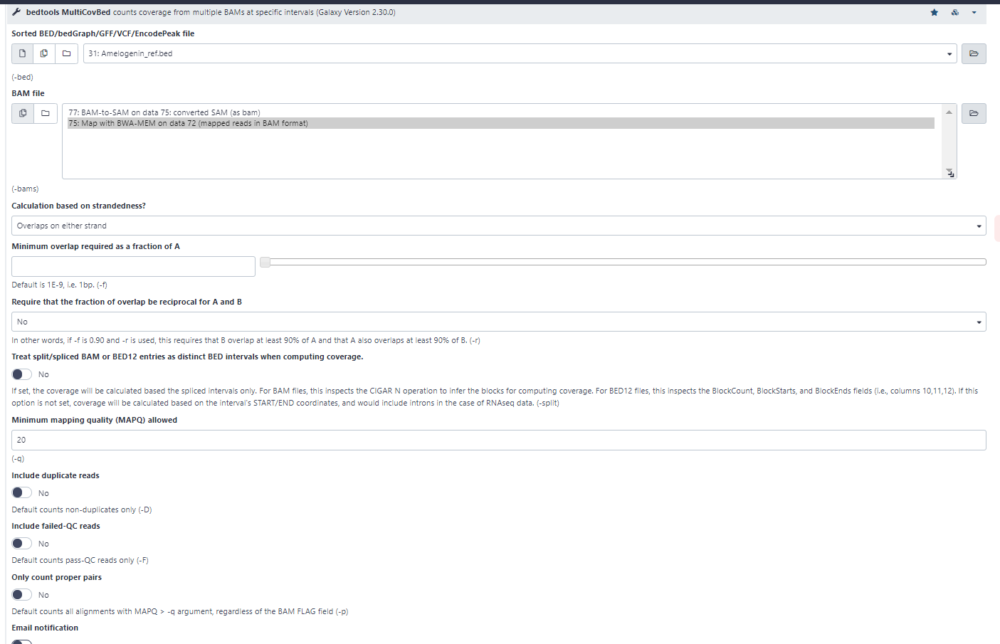 bedtools MultiCovBed counts coverage from multiple BAMs at specific intervals (Galaxy Version 2.30.0)
Sorted BED/bedGraph/GFF/VCF/EncodePeak file
31: Amelogenin_ref.bed
(-bed)
BAM file
77: BAM-to-SAM on data 75: converted SAM (as bam)
75: Map with BWA-MEM on data 72 (mapped reads in BAM format)
(-bams)
Calculation based on strandedness?
Overlaps on either strand
Minimum overlap required as a fraction of A
Default is 1E-9, i.e. 1bp. (-f)
Require that the fraction of overlap be reciprocal for A and B
No
In other words, if -f is 0.90 and -r is used, this requires that B overlap at least 90% of A and that A also overlaps at least 90% of B. (-r)
Treat split/spliced BAM or BED12 entries as distinct BED intervals when computing coverage.
No
If set, the coverage will be calculated based the spliced intervals only. For BAM files, this inspects the CIGAR N operation to infer the blocks for computing coverage. For BED12 files, this inspects the BlockCount, BlockStarts, and BlockEnds fields (i.e., columns 10,11,12). If this
option is not set, coverage will be calculated based on the interval's START/END coordinates, and would include introns in the case of RNAseq data. (-split)
Minimum mapping quality (MAPQ) allowed
20
(-q)
Include duplicate reads
No
Default counts non-duplicates only (-D)
Include failed-QC reads
No
Default counts pass-QC reads only (-F)
Only count proper pairs
No
Default counts all alignments with MAPQ > -q argument, regardless of the BAM FLAG field (-p)
Email notification